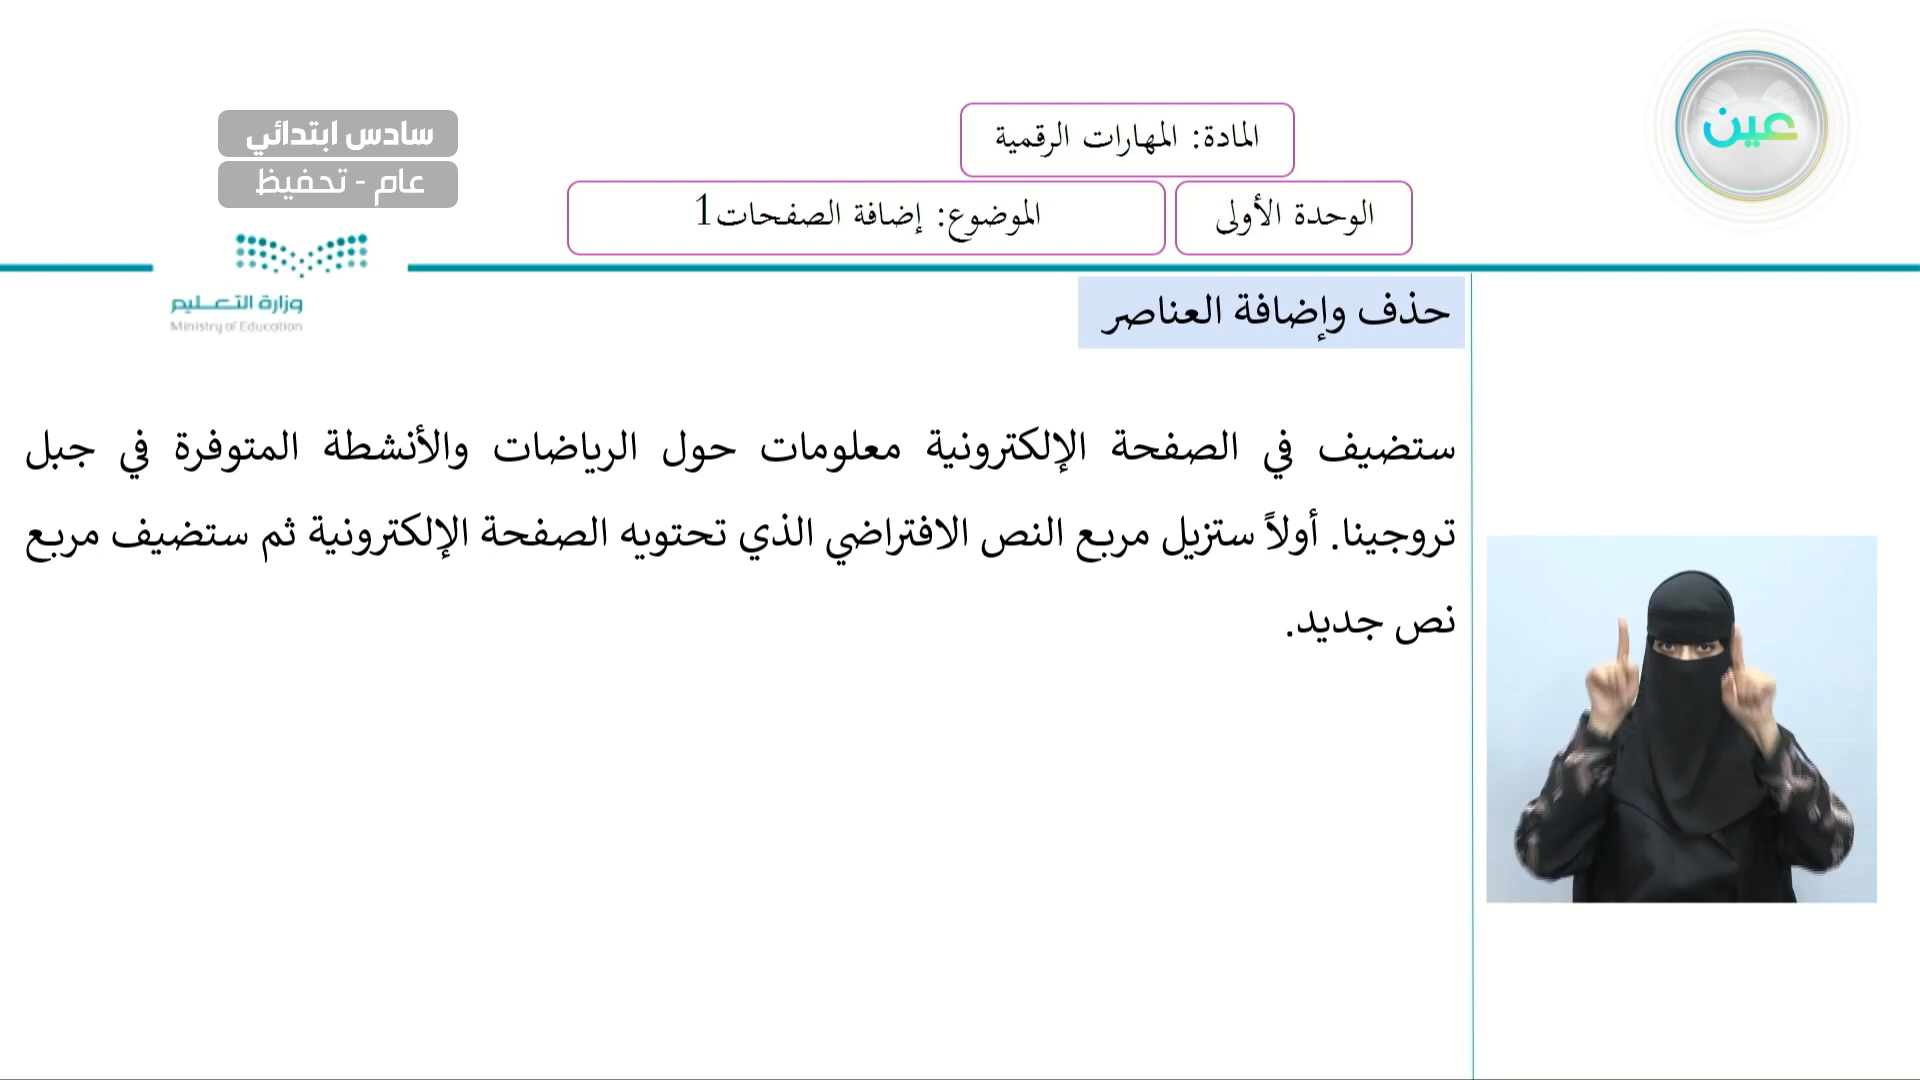 عين
المادة: المهارات الرقمية
سادس ابتدائي
عام - تحفيظ
الوحدة الأولى
الموضوع: إضافة الصفحات1
وزارة التعليم
Ministry of Education
حذف وإضافة العناصر
ستضيف في الصفحة الإلكترونية معلومات حول الرياضات والأنشطة المتوفرة في جبل
تروجينا. أولاً ستزيل مربع النص الافتراضي الذي تحتويه الصفحة الإلكترونية ثم ستضيف مربع
نص جديد.